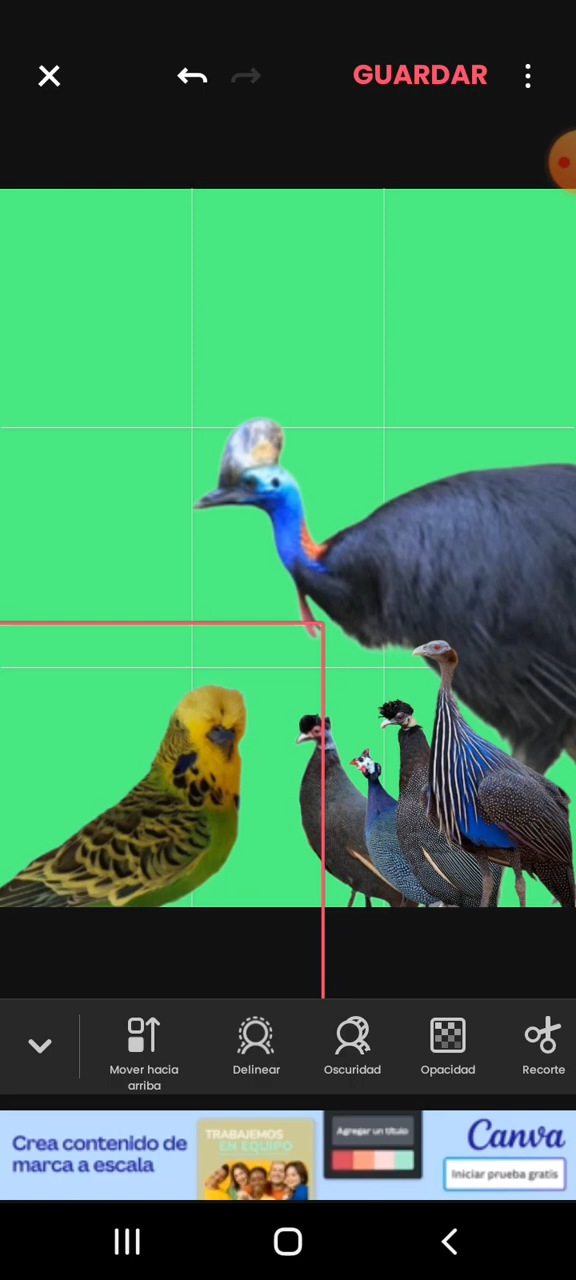 GUARDAR
Mover hacia
arriba
Delinear
Oscuridad
Opacidad
Recorte
Crea contenido de
marca a escala
TRABAJEMOS
EN EQUIPO
Agregar un título
Canva
Iniciar prueba gratis